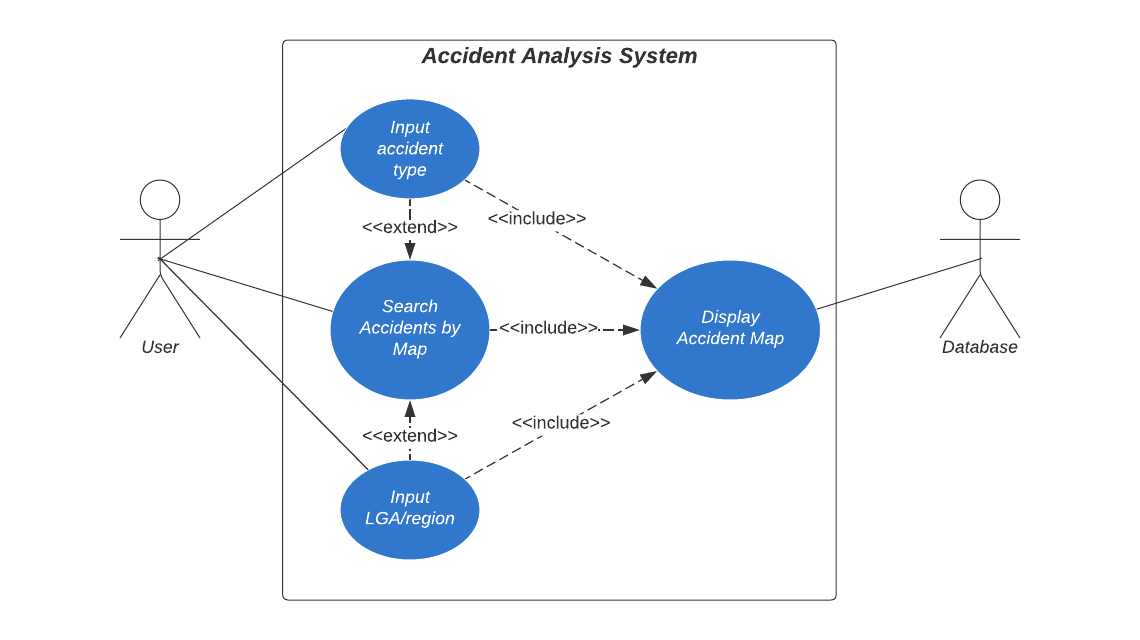 Accident Analysis System
Input
accident
type
<<extend>>
<<include>>
Search
Accidents by
Map
<<include>>
Display
Accident Map
User
Database
<<include>>
<<extend>>
Input
LGA/region